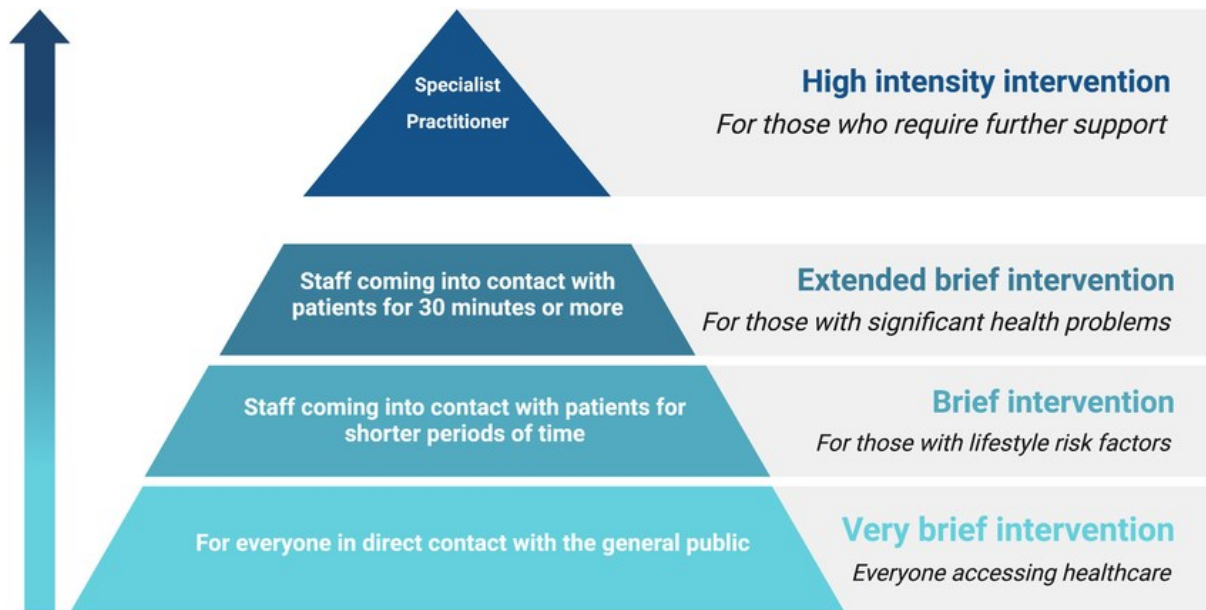 Specialist
Practitioner
High intensity intervention
For those who require further support
Staff coming into contact with
patients for 30 minutes or more
Extended brief intervention
For those with significant health problems
Staff coming into contact with patients for
shorter periods of time
Brief intervention
For those with lifestyle risk factors
For everyone in direct contact with the general public
Very brief intervention
Everyone accessing healthcare